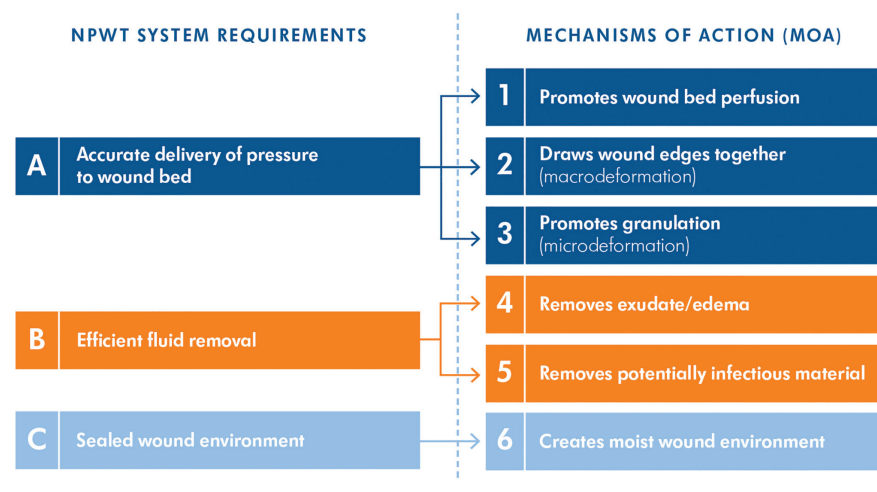 NPWT SYSTEM REQUIREMENTS
MECHANISMS OF ACTION (MOA)
A
Accurate delivery of pressure
to wound bed
1
Promotes wound bed perfusion
2
Draws wound edges together
(macrodeformation)
3
Promotes granulation
(microdeformation)
B
Efficient fluid removal
4
Removes exudate/edema
5
Removes potentially infectious material
C
Sealed wound environment
6
Creates moist wound environment